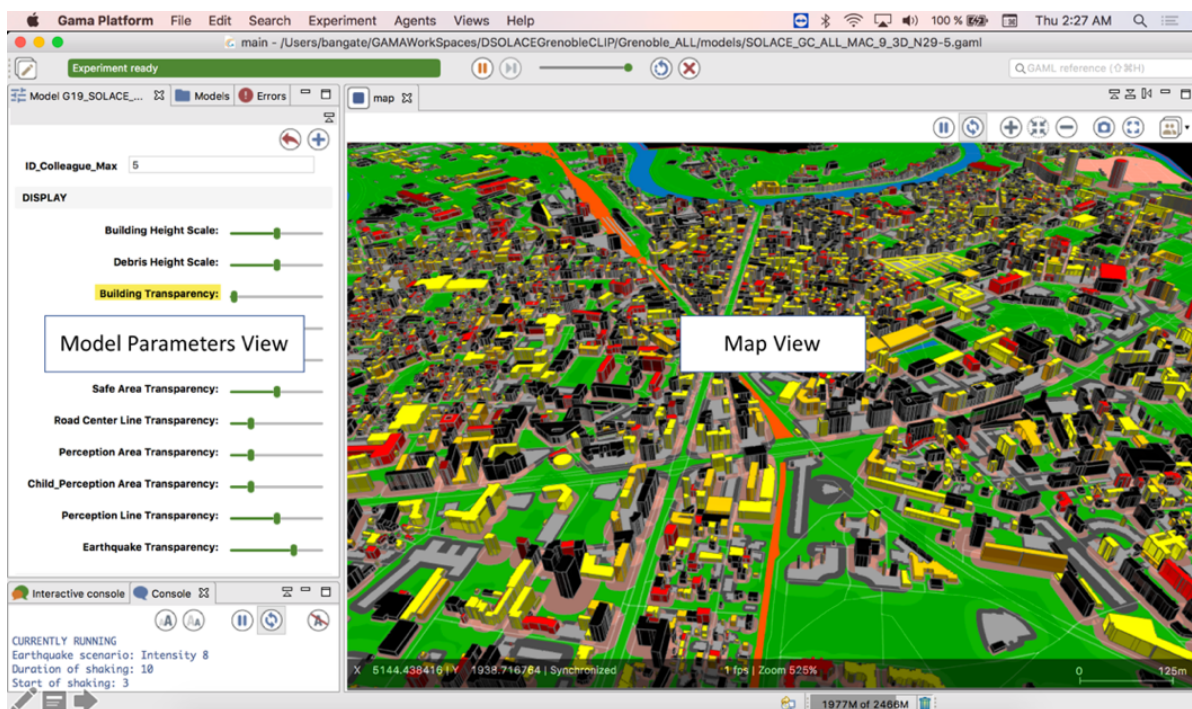 Gama Platform File Edit Search Experiment Agents Views Help 100 % Thu 2:27 AM
main - /Users/bangate/GAMAWorkSpaces/DSOLACEGrenobleCLIP/Grenoble_ALL/models/SOLACE_GC_ALL_MAC_9_3D_N29-5.gaml
Experiment ready
GAML reference (⇧⌘H)
Model G19_SOLACE_... Models Errors
map
ID_Colleague_Max 5
DISPLAY
Building Height Scale:
Debris Height Scale:
Building Transparency:
Model Parameters View
Map View
Safe Area Transparency:
Road Center Line Transparency:
Perception Area Transparency:
Child_Perception Area Transparency:
Perception Line Transparency:
Earthquake Transparency:
Interactive console Console
CURRENTLY RUNNING
Earthquake scenario: Intensity 8
Duration of shaking: 10
Start of shaking: 3
X 5144.438416 | Y 1938.716764 | Synchronized 1 fps | Zoom 525% 0 125m
1977M of 2466M